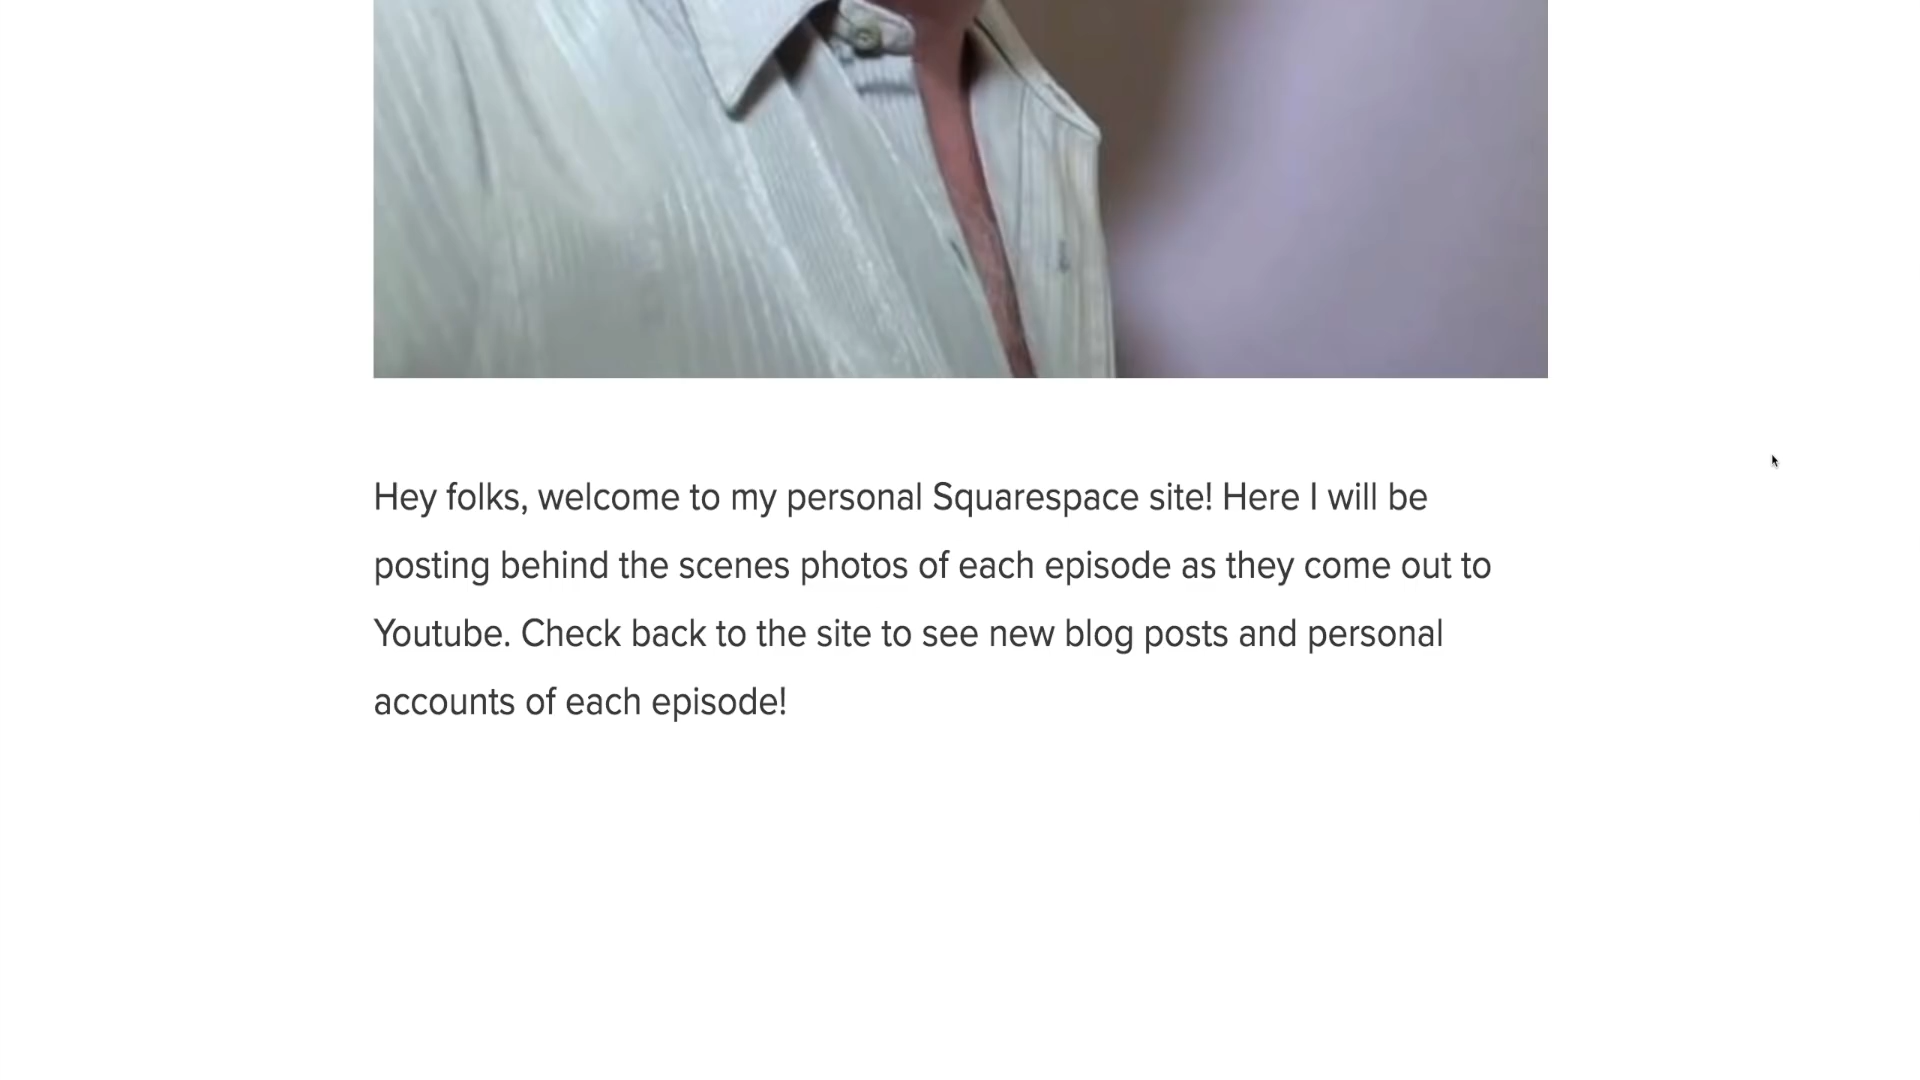 Hey folks, welcome to my personal Squarespace site! Here I will be
posting behind the scenes photos of each episode as they come out to
Youtube. Check back to the site to see new blog posts and personal
accounts of each episode!